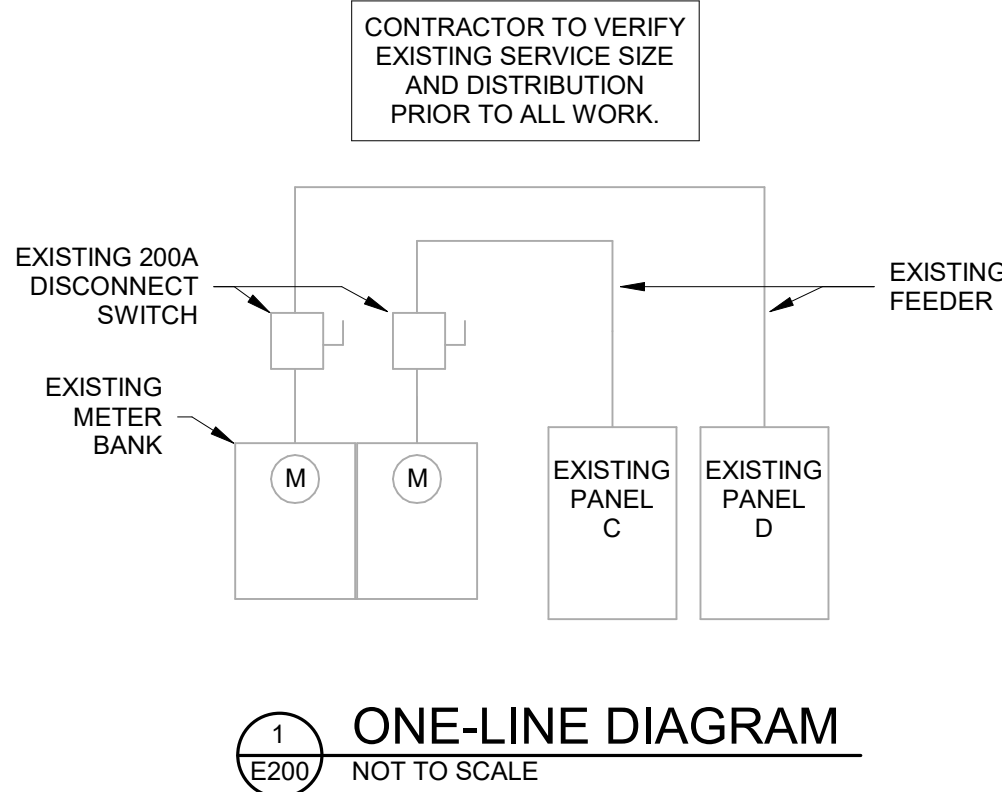 CONTRACTOR TO VERIFY
EXISTING SERVICE SIZE
AND DISTRIBUTION
PRIOR TO ALL WORK.
EXISTING 200A
DISCONNECT
SWITCH
EXISTING
FEEDER
EXISTING
METER
BANK
M
M
EXISTING
PANEL
C
EXISTING
PANEL
D
1
E200
ONE-LINE DIAGRAM
NOT TO SCALE